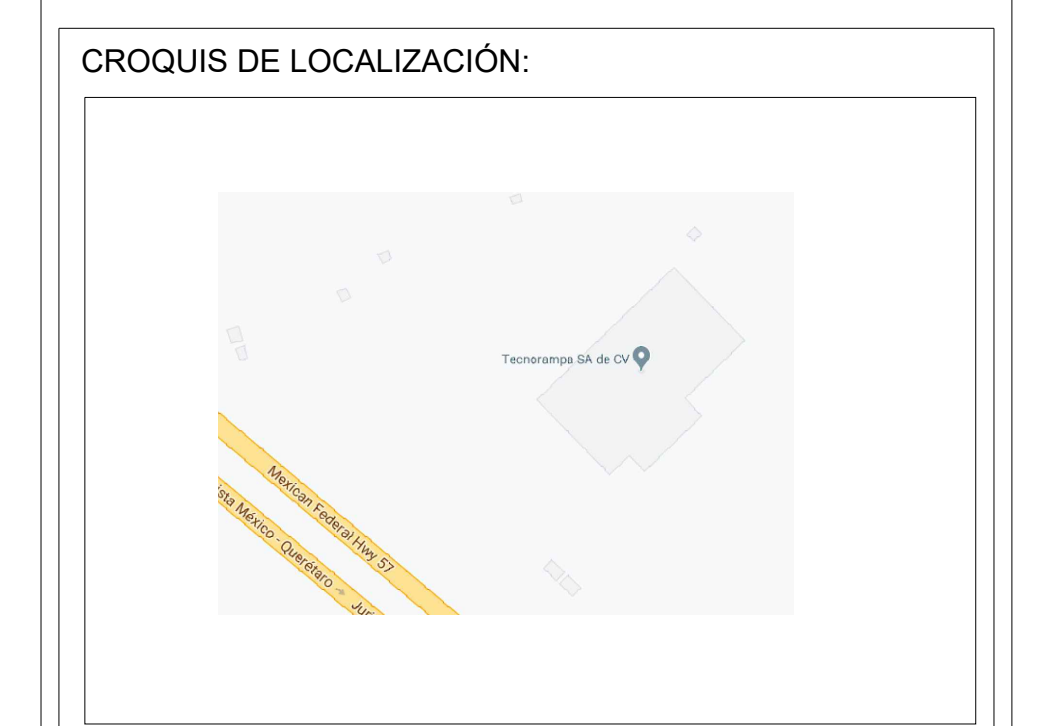 CROQUIS DE LOCALIZACIÓN:
Tecnorampa SA de CV
Mexican Federal Hwy 57
ista México - Querétaro